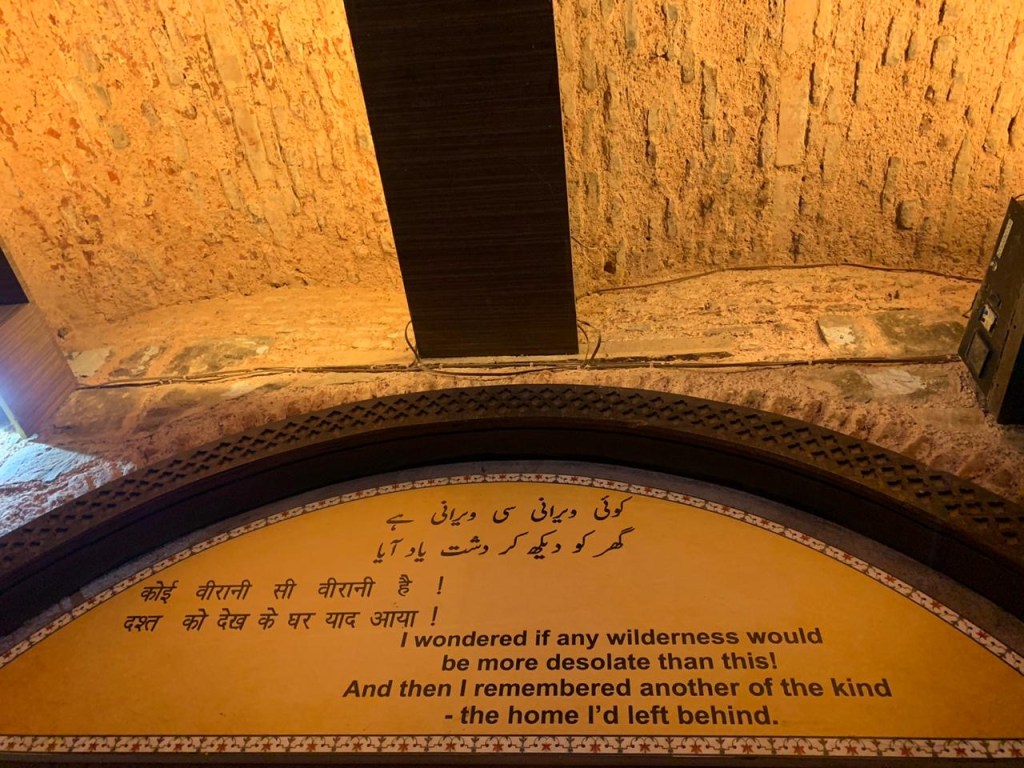 کوئی ویرانی سی ویرانی ہے
گھر کو دیکھ کر دشت یاد آیا
कोई वीरानी सी वीरानी है !
दश्त को देख के घर याद आया !
I wondered if any wilderness would
be more desolate than this!
And then I remembered another of the kind
- the home I'd left behind.